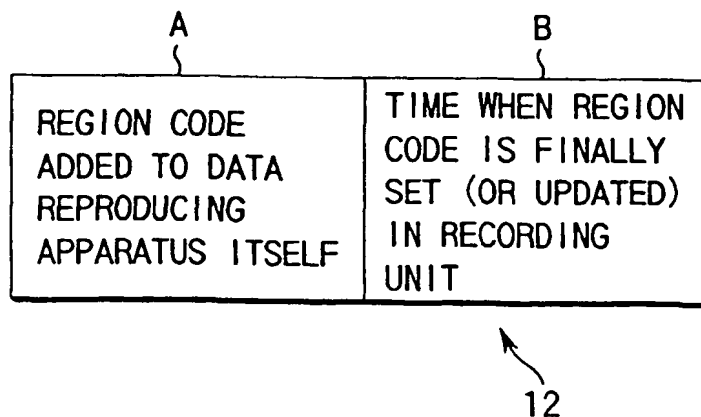 A
B
REGION CODE
ADDED TO DATA
REPRODUCING
APPARATUS ITSELF
TIME WHEN REGION
CODE IS FINALLY
SET (OR UPDATED)
IN RECORDING
UNIT
12